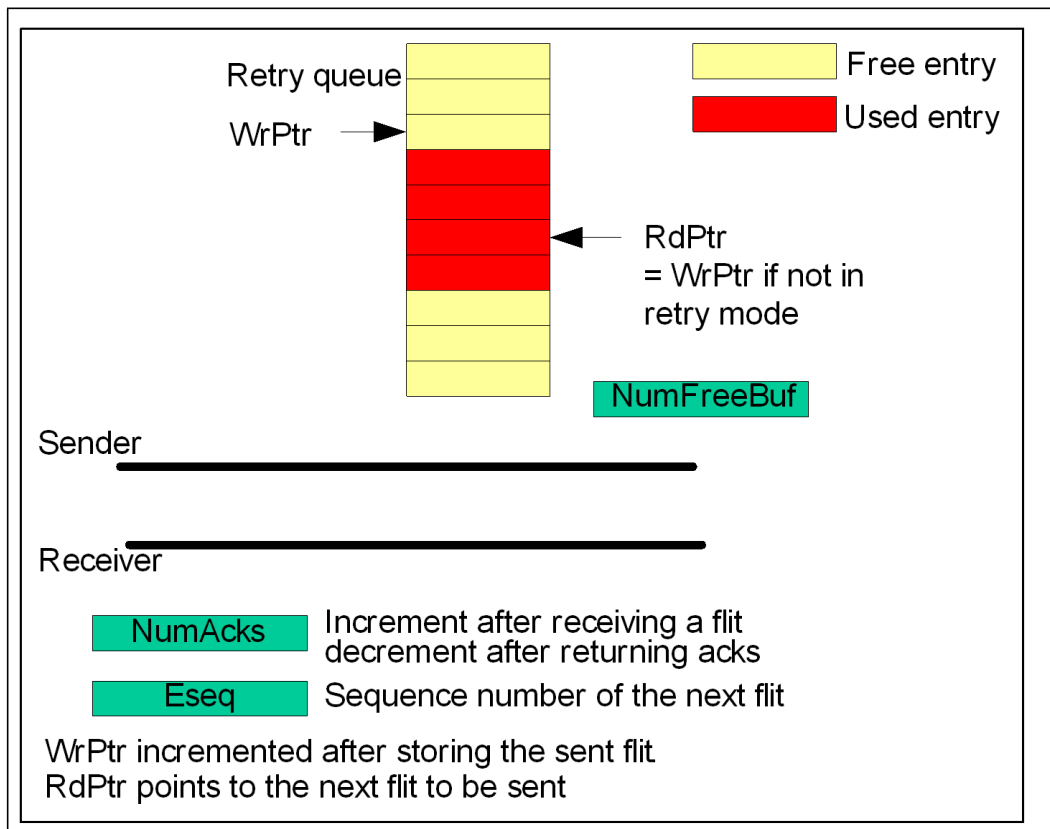 Retry queue
Free entry
WrPtr
Used entry
RdPtr
= WrPtr if not in
retry mode
NumFreeBuf
Sender
Receiver
NumAcks
Increment after receiving a flit
decrement after returning acks
Eseq
Sequence number of the next flit
WrPtr incremented after storing the sent flit
RdPtr points to the next flit to be sent